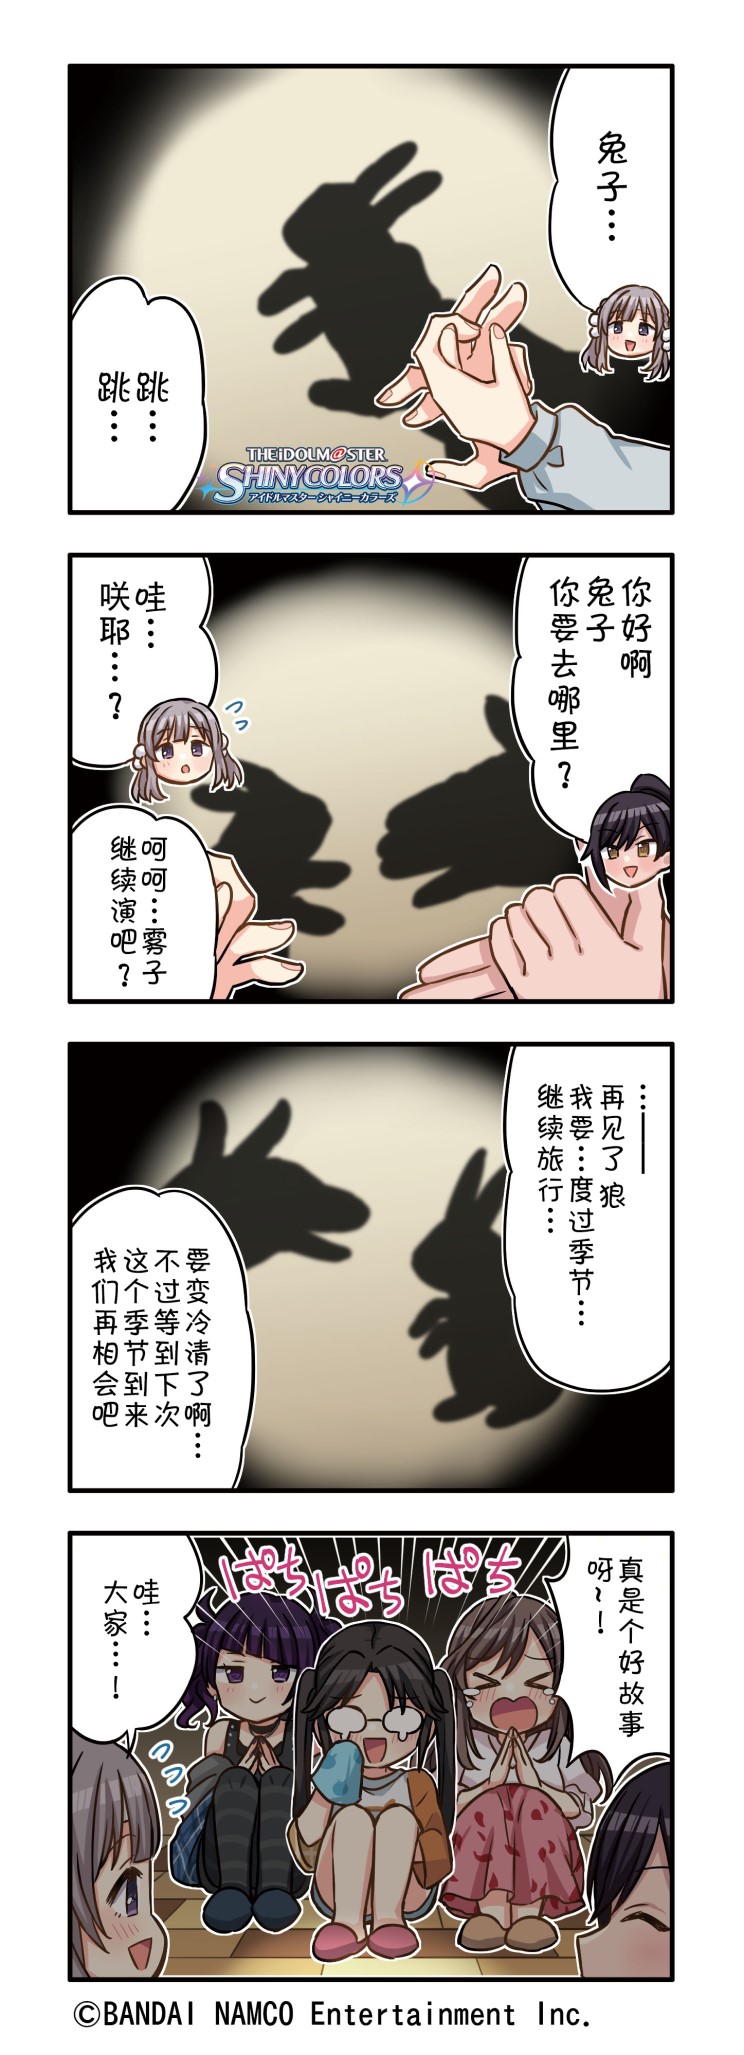 兔子…
跳…
跳…
THE iDOLM@STER
SHINY COLORS
アイドルマスター シャイニーカラーズ
你好啊
兔子
你要去哪里？
哇…
咲耶…？
呵呵…雾子
继续演吧？
…——
再见了 狼
我要…度过季节…
继续旅行…
要变冷清了啊…
不过等到下次
这个季节到来
我们再相会吧
真是个好故事
呀~！
ぱち
ぱち
ぱち
哇…
大家…！
©BANDAI NAMCO Entertainment Inc.